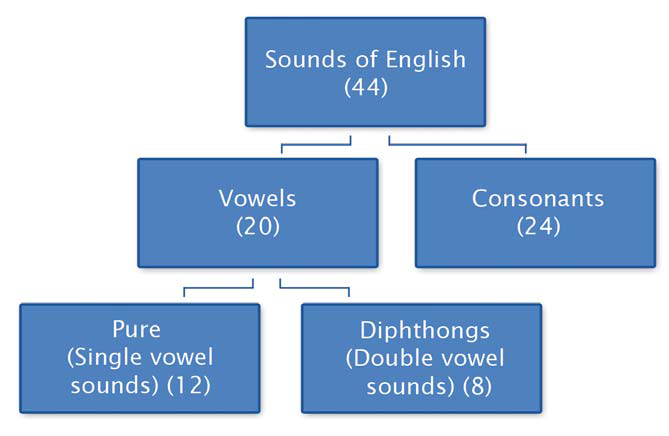 Sounds of English
(44)
Vowels
(20)
Consonants
(24)
Pure
(Single vowel
sounds) (12)
Diphthongs
(Double vowel
sounds) (8)